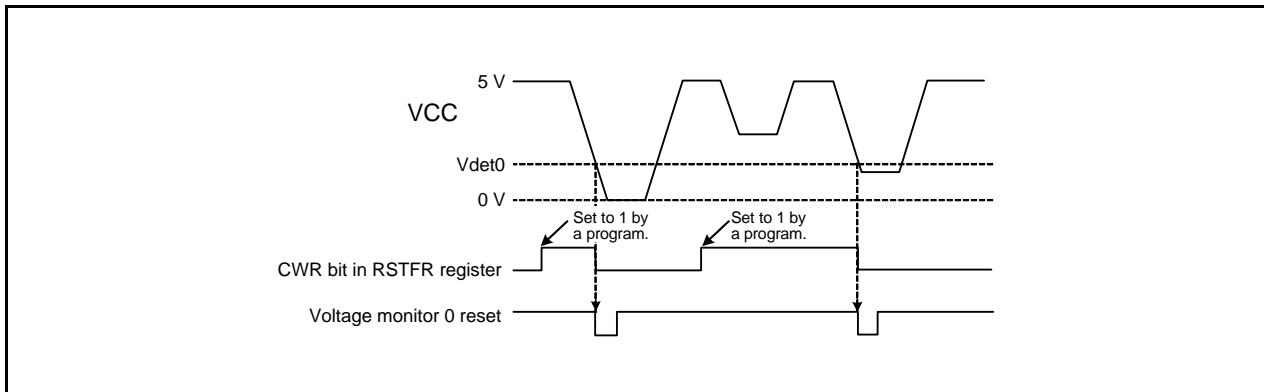 5 V
VCC
Vdet0
0 V
Set to 1 by
a program.
Set to 1 by
a program.
CWR bit in RSTFR register
Voltage monitor 0 reset